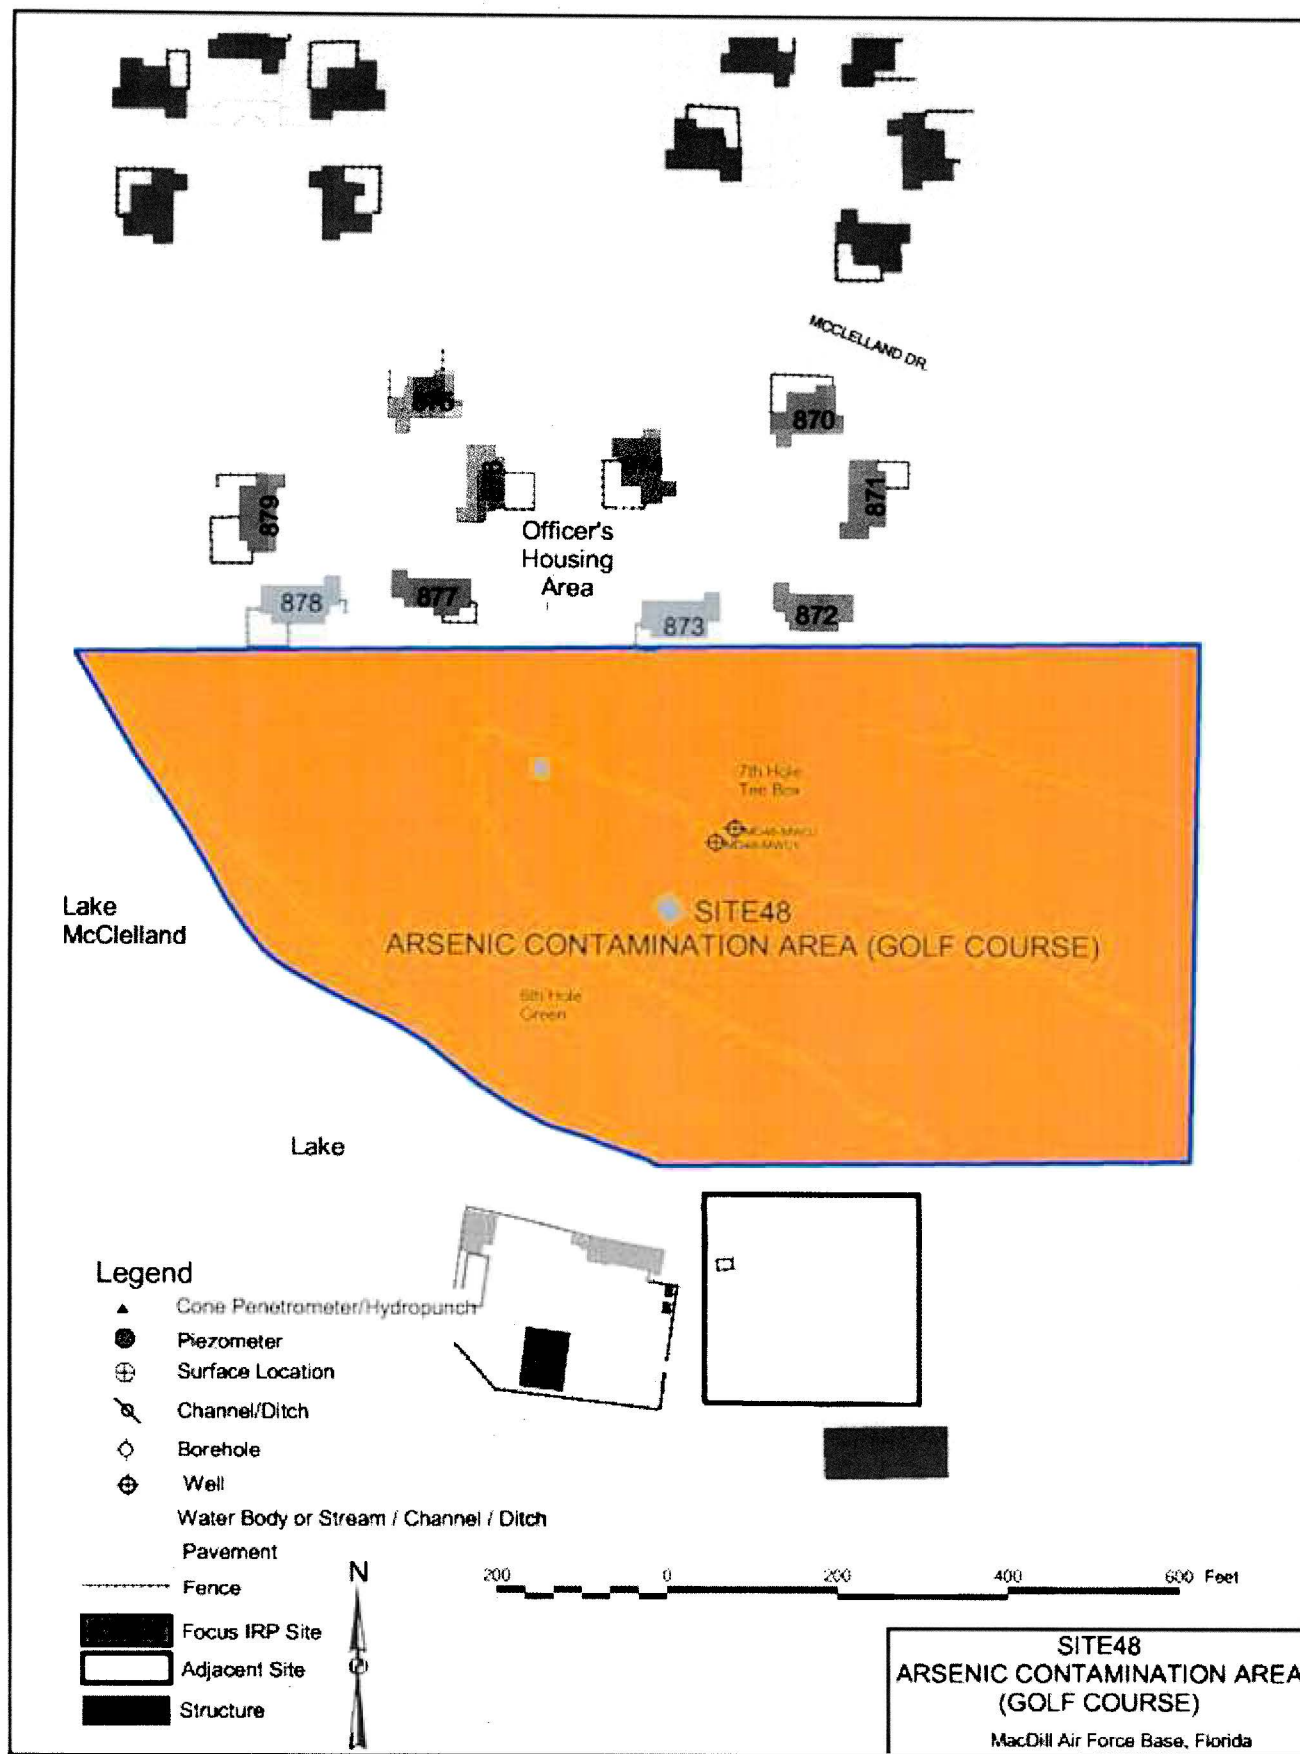 MCCLELLAND DR.
870
879
871
Officer's
Housing
Area
878
877
873
872
7th Hole
Tee Box
Lake
McClelland
SITE48
ARSENIC CONTAMINATION AREA (GOLF COURSE)
6th Hole
Green
Lake
Legend
Cone Penetrometer/Hydropunch
Piezometer
Surface Location
Channel/Ditch
Borehole
Well
Water Body or Stream / Channel / Ditch
Pavement
Fence
Focus IRP Site
Adjacent Site
Structure
N
200 0 200 400 600 Feet
SITE48
ARSENIC CONTAMINATION AREA
(GOLF COURSE)
MacDill Air Force Base, Florida